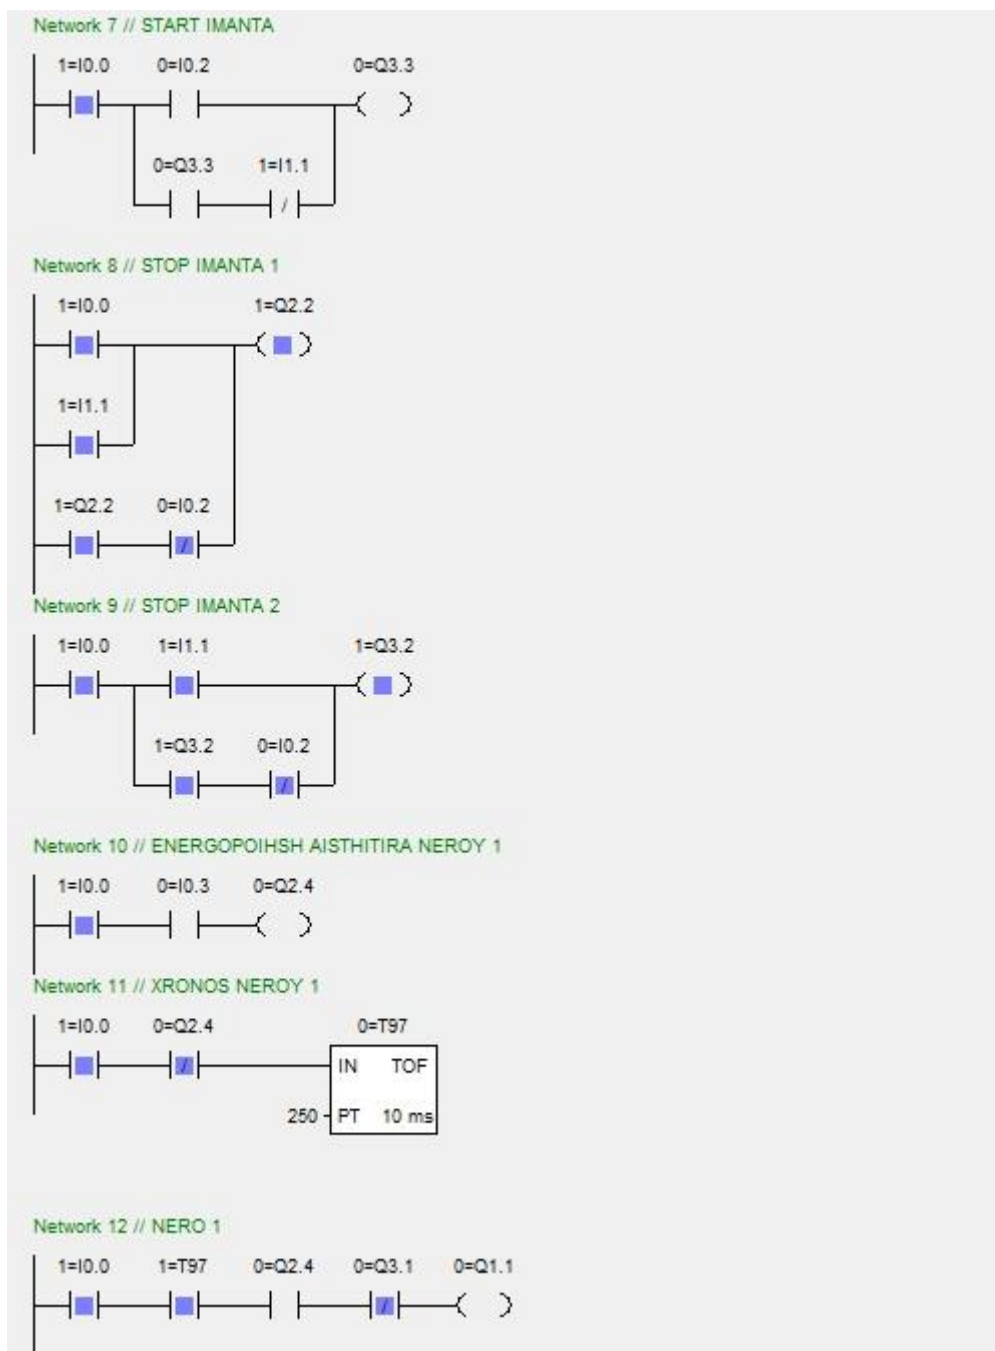 Network 7 // START IMANTA
1=I0.0 0=I0.2 0=Q3.3
0=Q3.3 1=I1.1
/
Network 8 // STOP IMANTA 1
1=I0.0 1=Q2.2
1=I1.1
1=Q2.2 0=I0.2
/
Network 9 // STOP IMANTA 2
1=I0.0 1=I1.1 1=Q3.2
1=Q3.2 0=I0.2
/
Network 10 // ENERGOPOIHSH AISTHITIRA NEROY 1
1=I0.0 0=I0.3 0=Q2.4
Network 11 // XRONOS NEROY 1
1=I0.0 0=Q2.4 0=T97
/ IN TOF
250 PT 10 ms
Network 12 // NERO 1
1=I0.0 1=T97 0=Q2.4 0=Q3.1 0=Q1.1
/